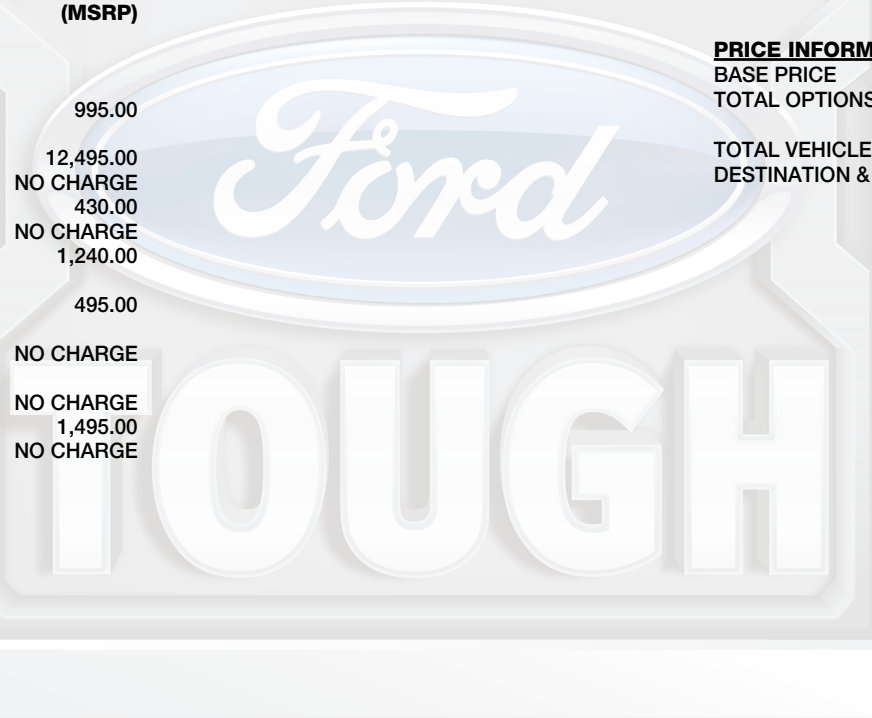 (MSRP)
995.00
12,495.00
NO CHARGE
430.00
NO CHARGE
1,240.00
495.00
NO CHARGE
NO CHARGE
1,495.00
NO CHARGE
PRICE INFORM
BASE PRICE
TOTAL OPTIONS
TOTAL VEHICLE
DESTINATION &
Ford
TOUGH